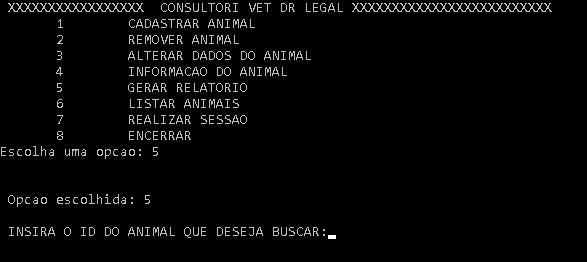 XXXXXXXXXXXXXXXXX CONSULTORI VET DR LEGAL XXXXXXXXXXXXXXXXXXXXXXXXX
1 CADASTRAR ANIMAL
2 REMOVER ANIMAL
3 ALTERAR DADOS DO ANIMAL
4 INFORMACAO DO ANIMAL
5 GERAR RELATORIO
6 LISTAR ANIMAIS
7 REALIZAR SESSAO
8 ENCERRAR
Escolha uma opcao: 5
Opcao escolhida: 5
INSIRA O ID DO ANIMAL QUE DESEJA BUSCAR: